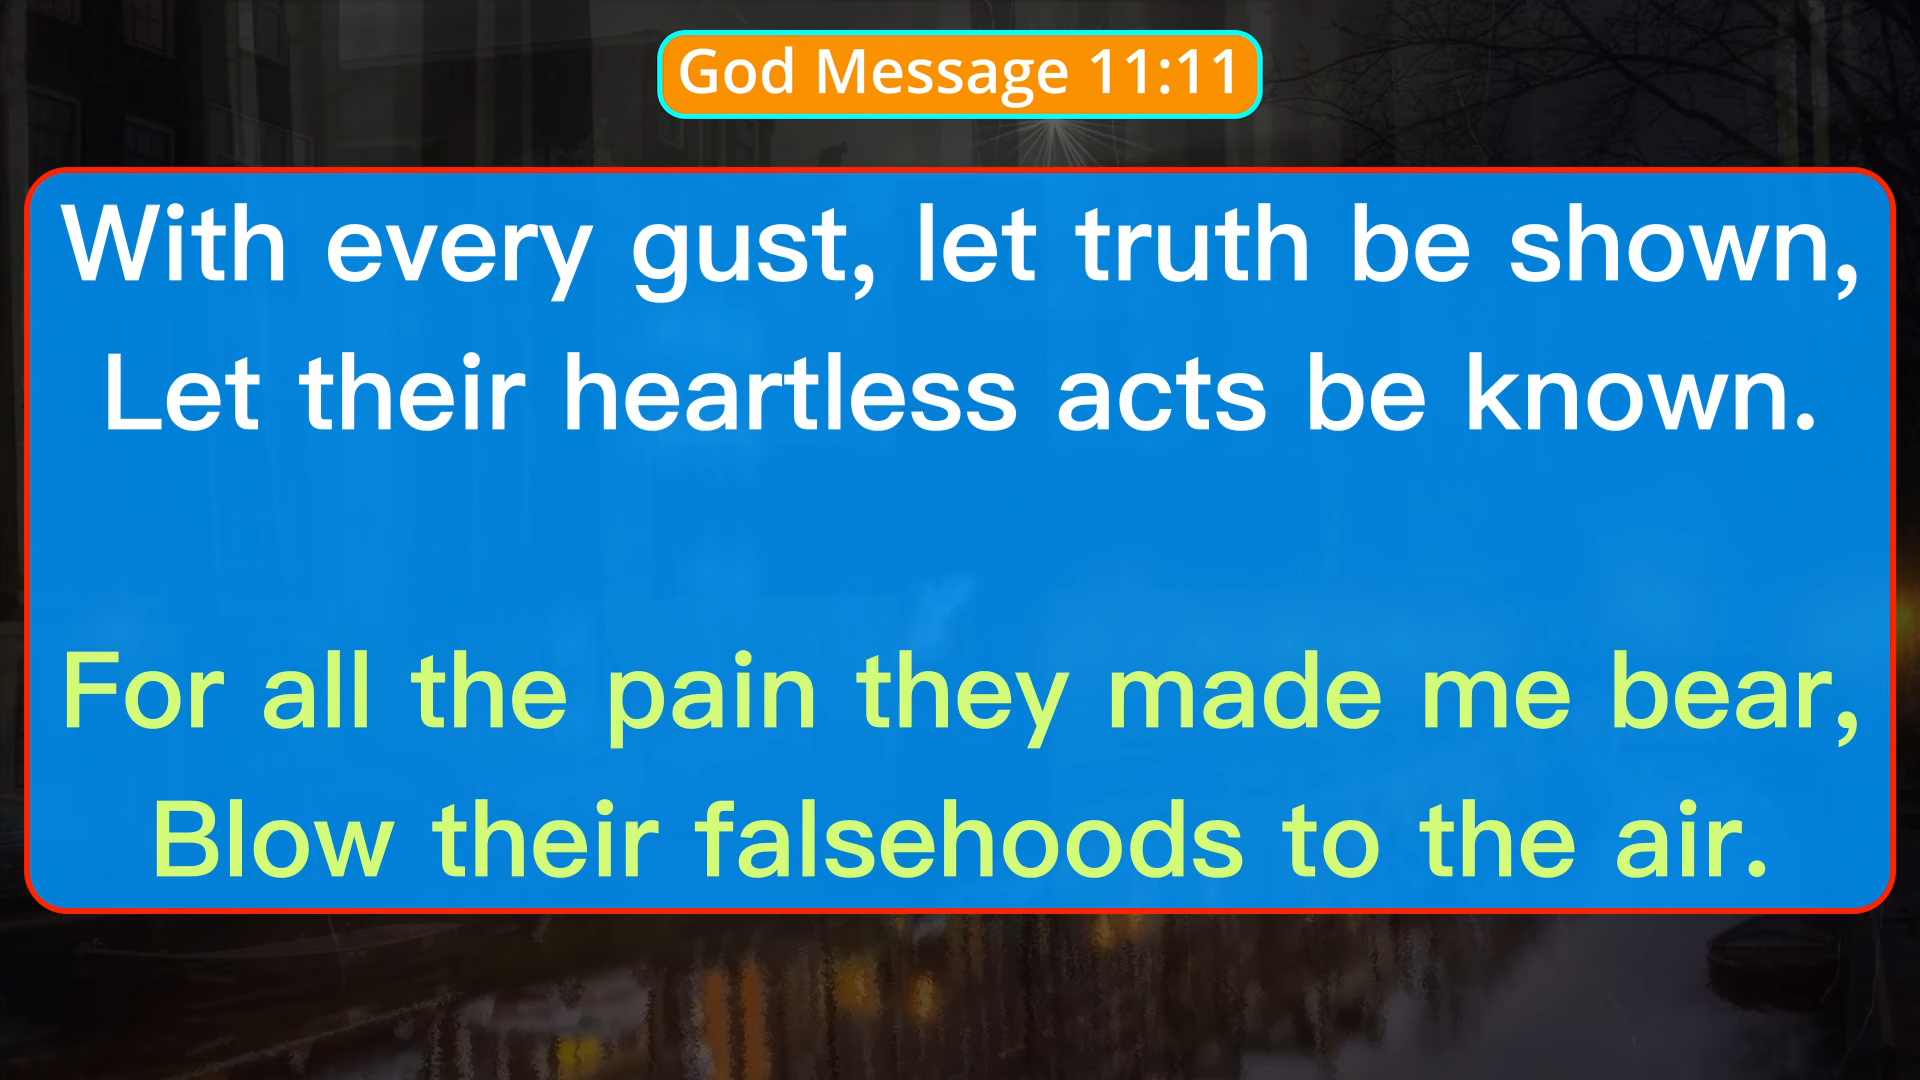 God Message 11:11
With every gust, let truth be shown,
Let their heartless acts be known.
For all the pain they made me bear,
Blow their falsehoods to the air.